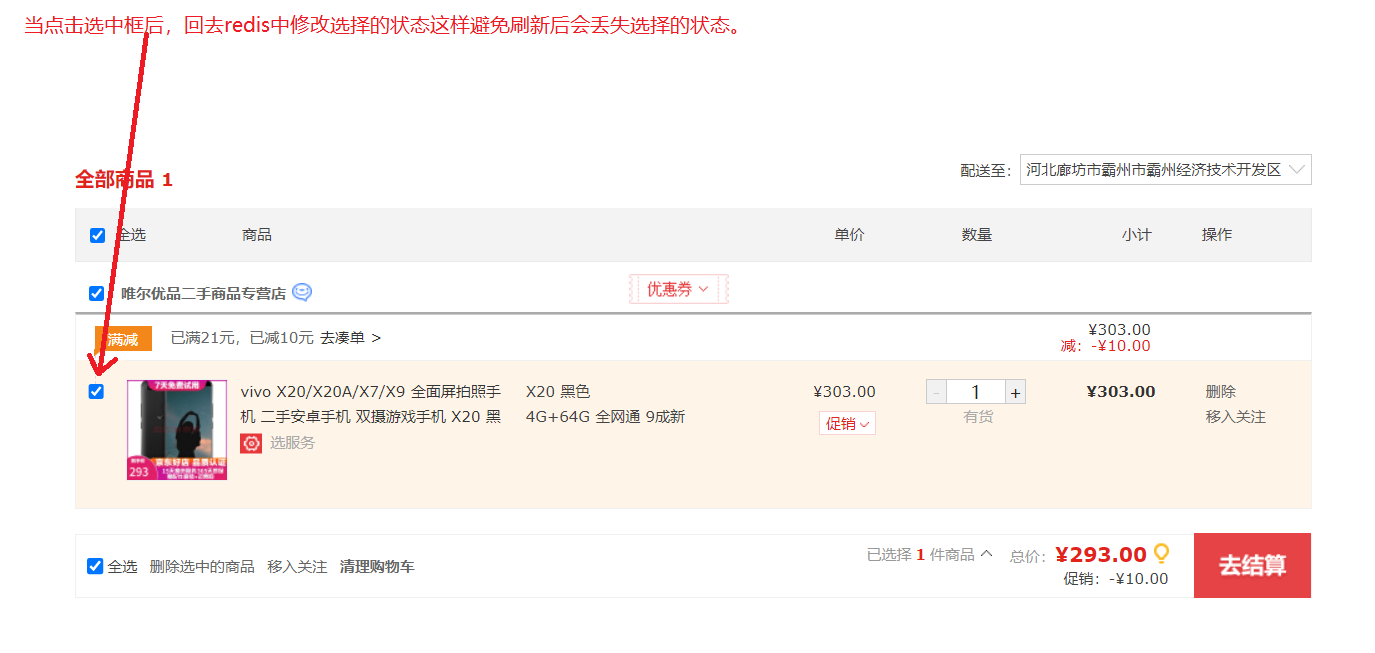 当点击选中框后，回去redis中修改选择的状态这样避免刷新后会丢失选择的状态。
全部商品 1
配送至：
河北廊坊市霸州市霸州经济技术开发区
全选 商品 单价 数量 小计 操作
唯尔优品二手商品专营店 优惠券
满减 已满21元，已减10元 去凑单 >
¥303.00
减：-¥10.00
7天免费试用
293
vivo X20/X20A/X7/X9 全面屏拍照手
机 二手安卓手机 双摄游戏手机 X20 黑
选服务
X20 黑色
4G+64G 全网通 9成新
¥303.00
促销
- 1 +
有货
¥303.00
删除
移入关注
全选 删除选中的商品 移入关注 清理购物车
已选择 1 件商品
总价： ¥293.00
促销：-¥10.00
去结算